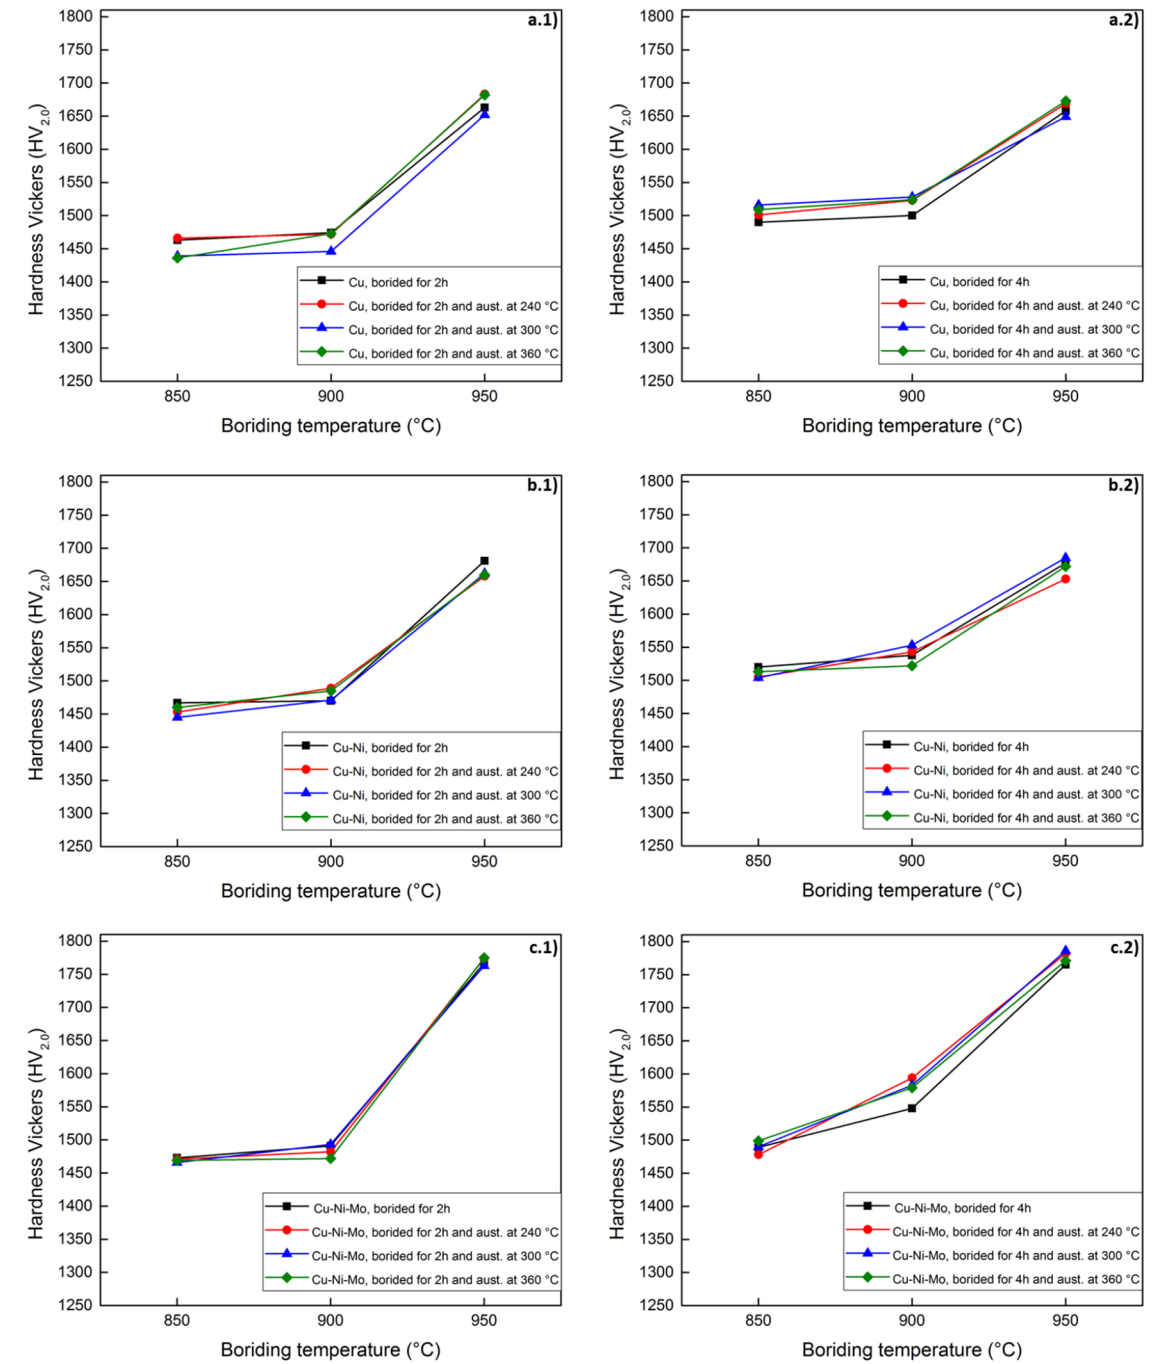 a.1)
1800
1750
1700
1650
1600
1550
1500
1450
1400
1350
1300
1250
Hardness Vickers (HV2.0)
Cu, borided for 2h
Cu, borided for 2h and aust. at 240 °C
Cu, borided for 2h and aust. at 300 °C
Cu, borided for 2h and aust. at 360 °C
850 900 950
Boriding temperature (°C)
a.2)
1800
1750
1700
1650
1600
1550
1500
1450
1400
1350
1300
1250
Hardness Vickers (HV2.0)
Cu, borided for 4h
Cu, borided for 4h and aust. at 240 °C
Cu, borided for 4h and aust. at 300 °C
Cu, borided for 4h and aust. at 360 °C
850 900 950
Boriding temperature (°C)
b.1)
1800
1750
1700
1650
1600
1550
1500
1450
1400
1350
1300
1250
Hardness Vickers (HV2.0)
Cu-Ni, borided for 2h
Cu-Ni, borided for 2h and aust. at 240 °C
Cu-Ni, borided for 2h and aust. at 300 °C
Cu-Ni, borided for 2h and aust. at 360 °C
850 900 950
Boriding temperature (°C)
b.2)
1800
1750
1700
1650
1600
1550
1500
1450
1400
1350
1300
1250
Hardness Vickers (HV2.0)
Cu-Ni, borided for 4h
Cu-Ni, borided for 4h and aust. at 240 °C
Cu-Ni, borided for 4h and aust. at 300 °C
Cu-Ni, borided for 4h and aust. at 360 °C
850 900 950
Boriding temperature (°C)
c.1)
1800
1750
1700
1650
1600
1550
1500
1450
1400
1350
1300
1250
Hardness Vickers (HV2.0)
Cu-Ni-Mo, borided for 2h
Cu-Ni-Mo, borided for 2h and aust. at 240 °C
Cu-Ni-Mo, borided for 2h and aust. at 300 °C
Cu-Ni-Mo, borided for 2h and aust. at 360 °C
850 900 950
Boriding temperature (°C)
c.2)
1800
1750
1700
1650
1600
1550
1500
1450
1400
1350
1300
1250
Hardness Vickers (HV2.0)
Cu-Ni-Mo, borided for 4h
Cu-Ni-Mo, borided for 4h and aust. at 240 °C
Cu-Ni-Mo, borided for 4h and aust. at 300 °C
Cu-Ni-Mo, borided for 4h and aust. at 360 °C
850 900 950
Boriding temperature (°C)